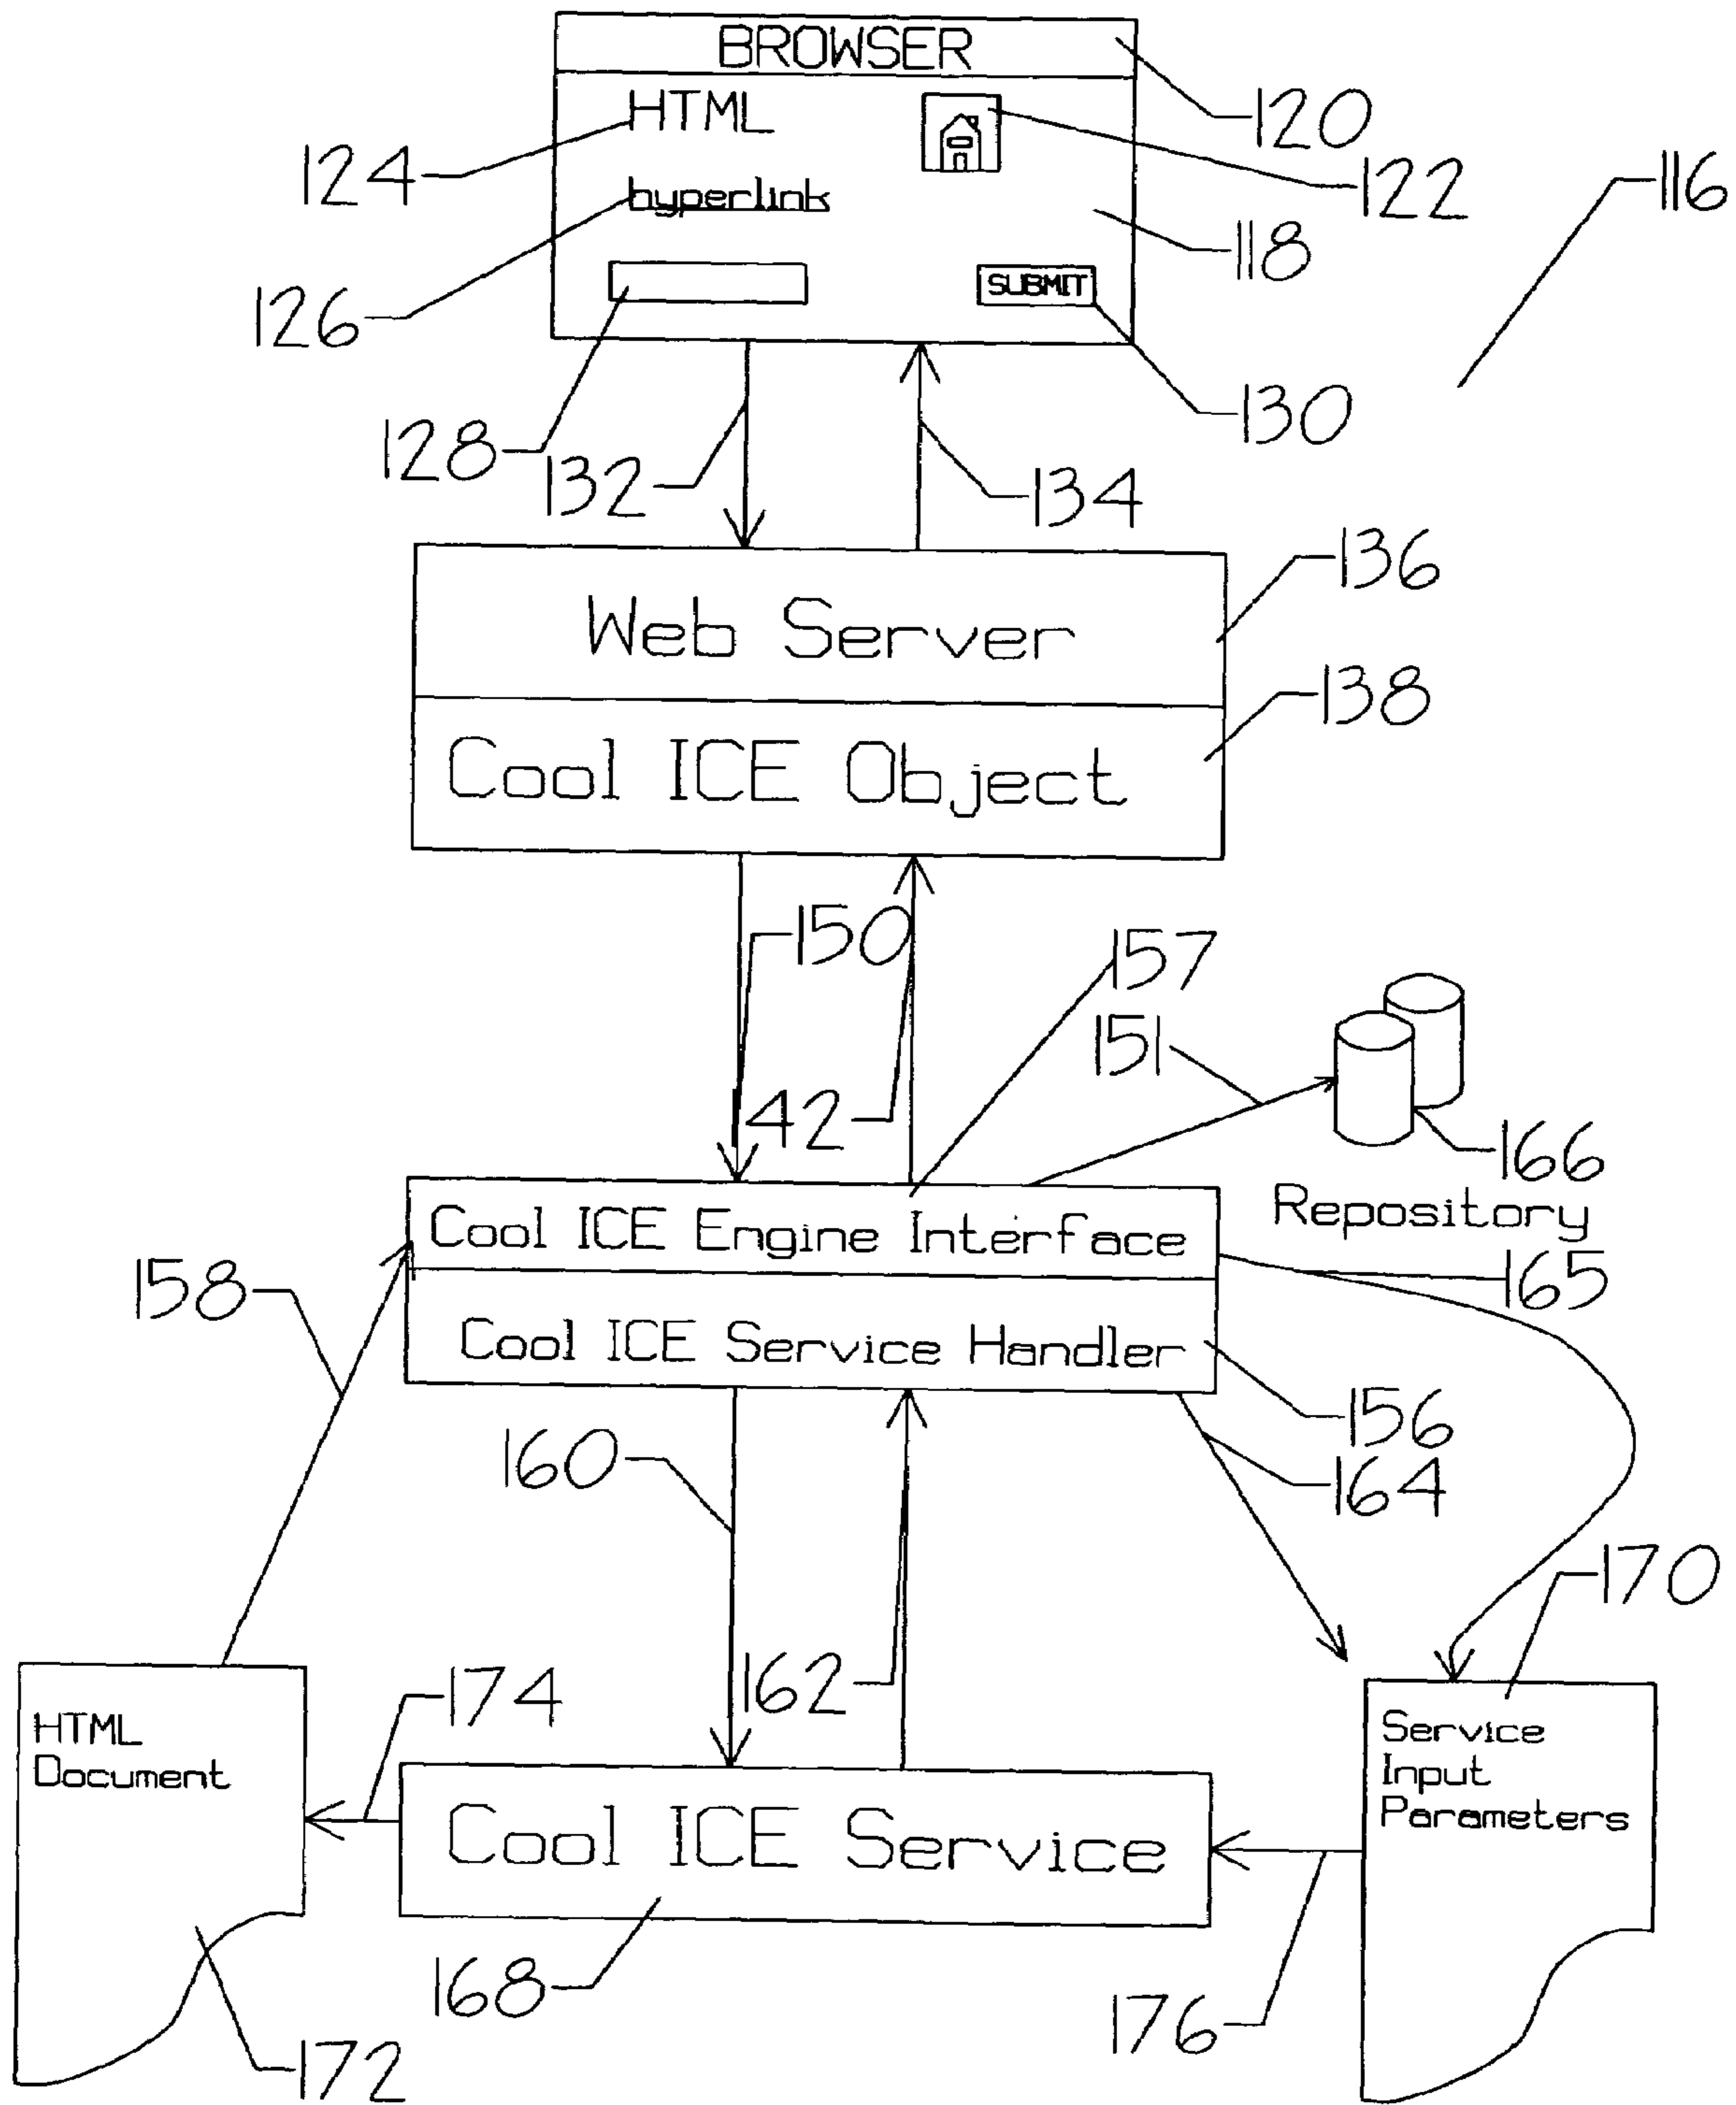 BROWSER
120
HTML
124
122
116
hyperlink
118
126
SUBMIT
128
130
132
134
136
Web Server
138
Cool ICE Object
150
157
151
142
166
Repository
Cool ICE Engine Interface
158
165
Cool ICE Service Handler
156
160
164
170
162
174
HTML
Document
Service
Input
Parameters
Cool ICE Service
168
176
172